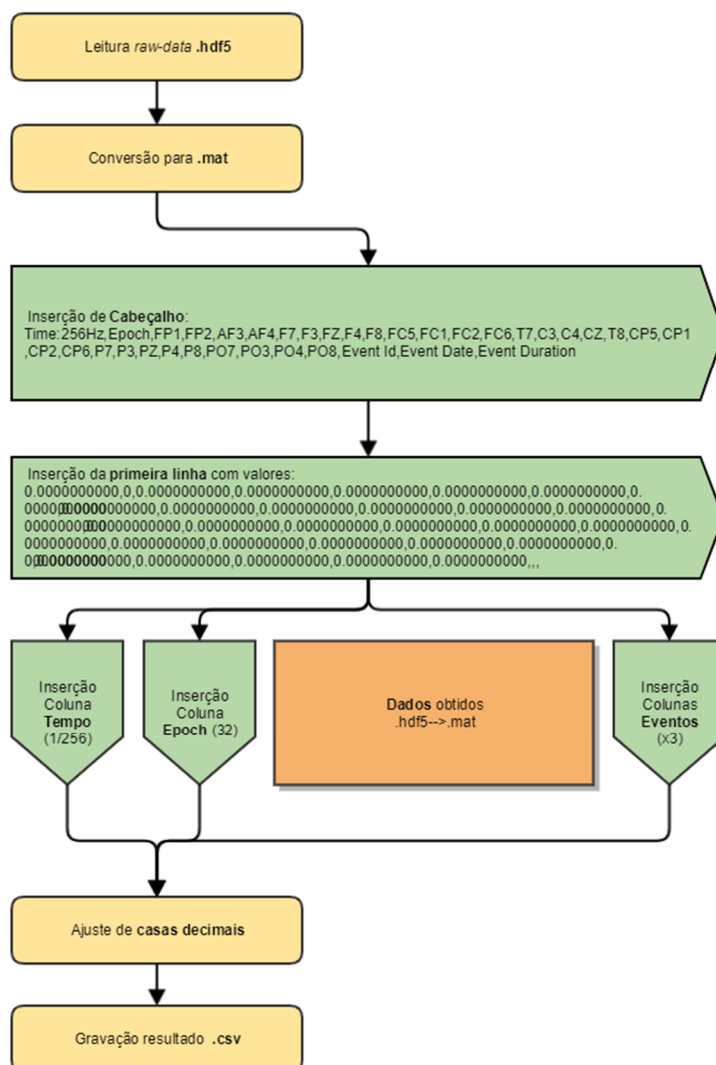 Leitura raw-data .hdf5
Conversão para .mat
Inserção de Cabeçalho:
Time:256Hz,Epoch,FP1,FP2,AF3,AF4,F7,F3,FZ,F4,F8,FC5,FC1,FC2,FC6,T7,C3,C4,CZ,T8,CP5,CP1
,CP2,CP6,P7,P3,PZ,P4,P8,PO7,PO3,PO4,PO8,Event Id,Event Date,Event Duration
Inserção da primeira linha com valores:
0.0000000000,0,0.0000000000,0.0000000000,0.0000000000,0.0000000000,0.0000000000,0.
000000000,0.0000000000,0.0000000000,0.0000000000,0.0000000000,0.0000000000,0.
000000000,0.0000000000,0.0000000000,0.0000000000,0.0000000000,0.0000000000,0.
0000000000,0.0000000000,0.0000000000,0.0000000000,0.0000000000,0.0000000000,0.
0.0000000000,0.0000000000,0.0000000000,0.0000000000,0.0000000000,,,
Inserção
Coluna
Tempo
(1/256)
Inserção
Coluna
Epoch (32)
Dados obtidos
.hdf5-->.mat
Inserção
Colunas
Eventos
(x3)
Ajuste de casas decimais
Gravação resultado .csv